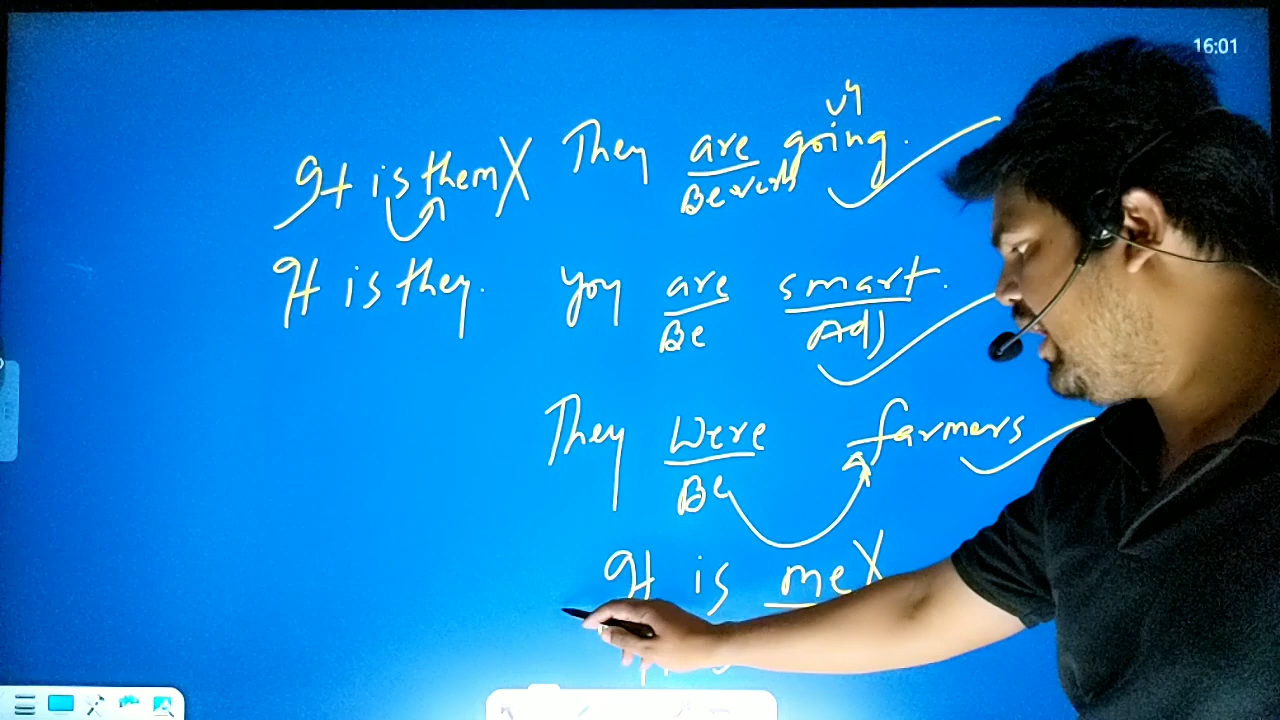 16:01
v4
It is them X They are going.
Be verb
It is they. You are smart.
Be Adj
They were farmers
Be
It is me X